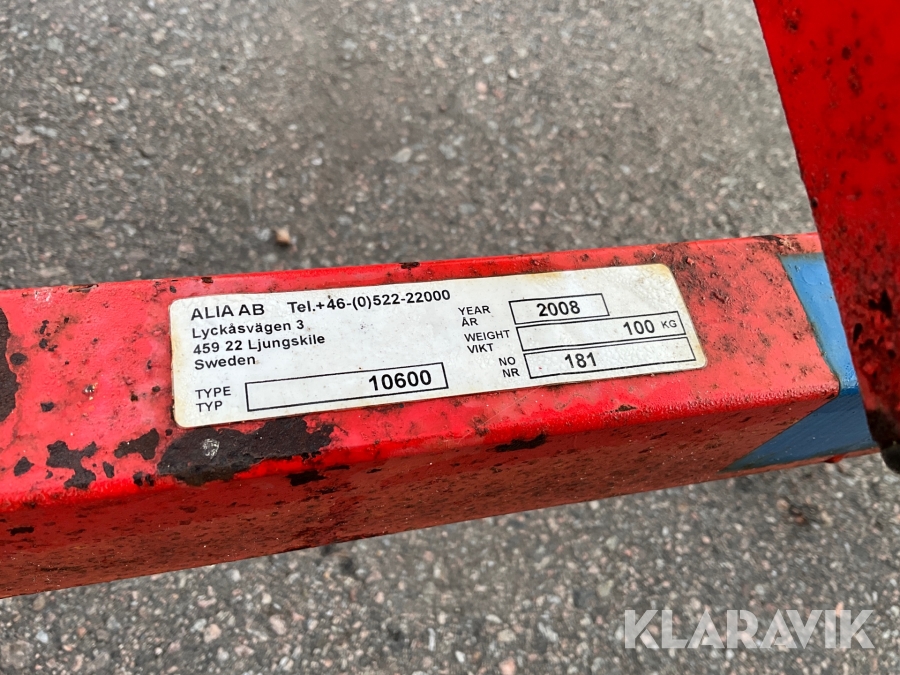 ALIA AB Tel.+46-(0)522-22000
Lyckåsvägen 3
459 22 Ljungskile
Sweden
TYPE
TYP
10600
YEAR
ÅR
2008
WEIGHT
VIKT
100 KG
NO
NR
181
KLARAVIK